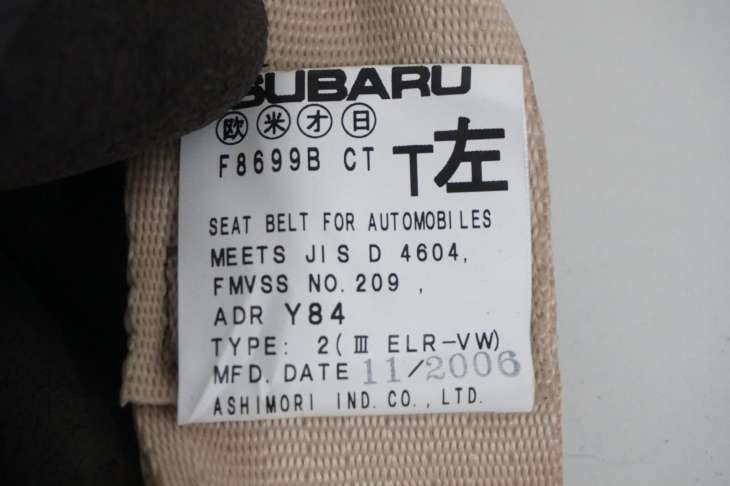 SUBARU
欧 米 オ 日
F8699B CT T左
SEAT BELT FOR AUTOMOBILES
MEETS JIS D 4604,
FMVSS NO.209 ,
ADR Y84
TYPE: 2( Ⅲ ELR-VW)
MFD. DATE 11/2006
ASHIMORI IND. CO., LTD.